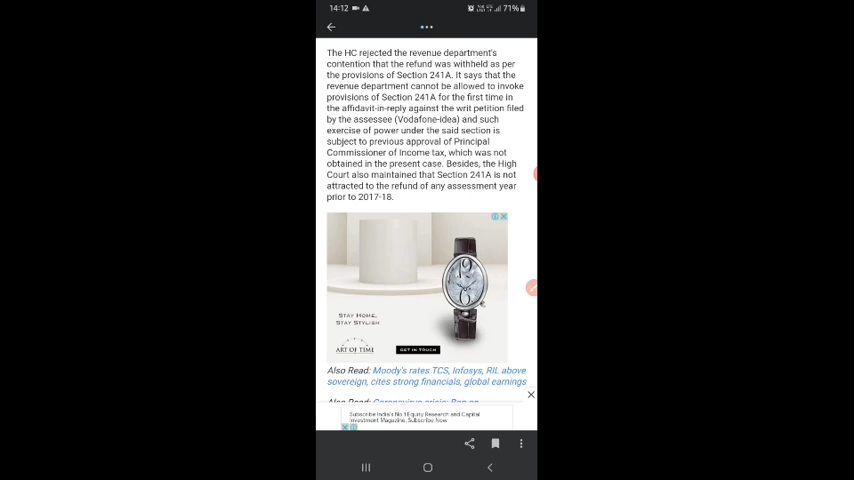 14:12
71%
The HC rejected the revenue department's
contention that the refund was withheld as per
the provisions of Section 241A. It says that the
revenue department cannot be allowed to invoke
provisions of Section 241A for the first time in
the affidavit-in-reply against the writ petition filed
by the assessee (Vodafone-idea) and such
exercise of power under the said section is
subject to previous approval of Principal
Commissioner of Income tax, which was not
obtained in the present case. Besides, the High
Court also maintained that Section 241A is not
attracted to the refund of any assessment year
prior to 2017-18.
STAY HOME,
STAY STYLISH
ART OF TIME
GET IN TOUCH
Also Read: Moody's rates TCS, Infosys, RIL above
sovereign, cites strong financials, global earnings
Also Read: Coronavirus crisis: Ban on
Subscribe India's No 1 Equity Research and Capital
Investment Magazine, Subscribe Now.